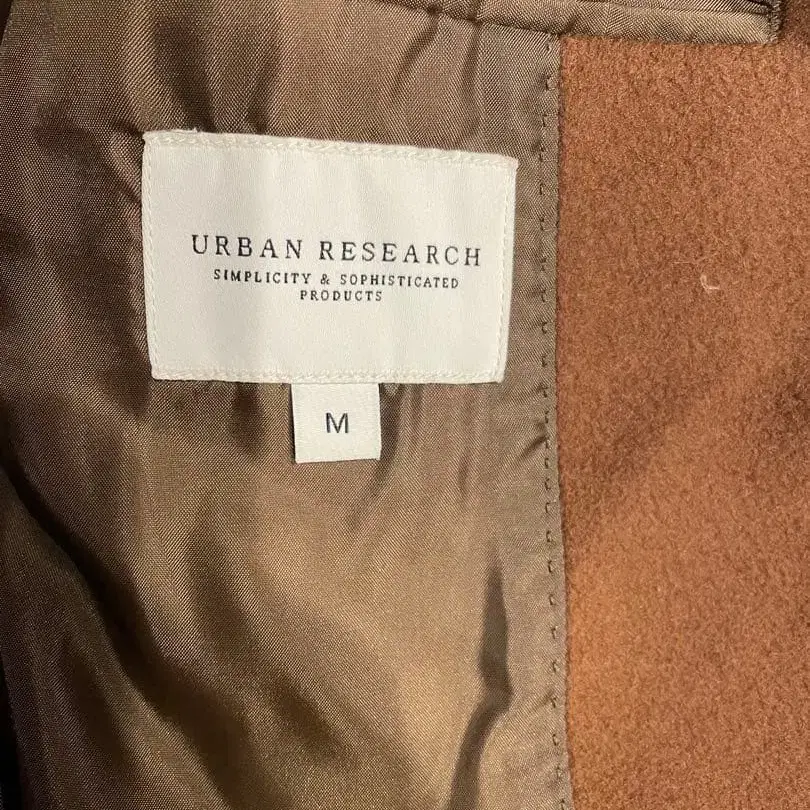 URBAN RESEARCH
SIMPLICITY & SOPHISTICATED
PRODUCTS
M